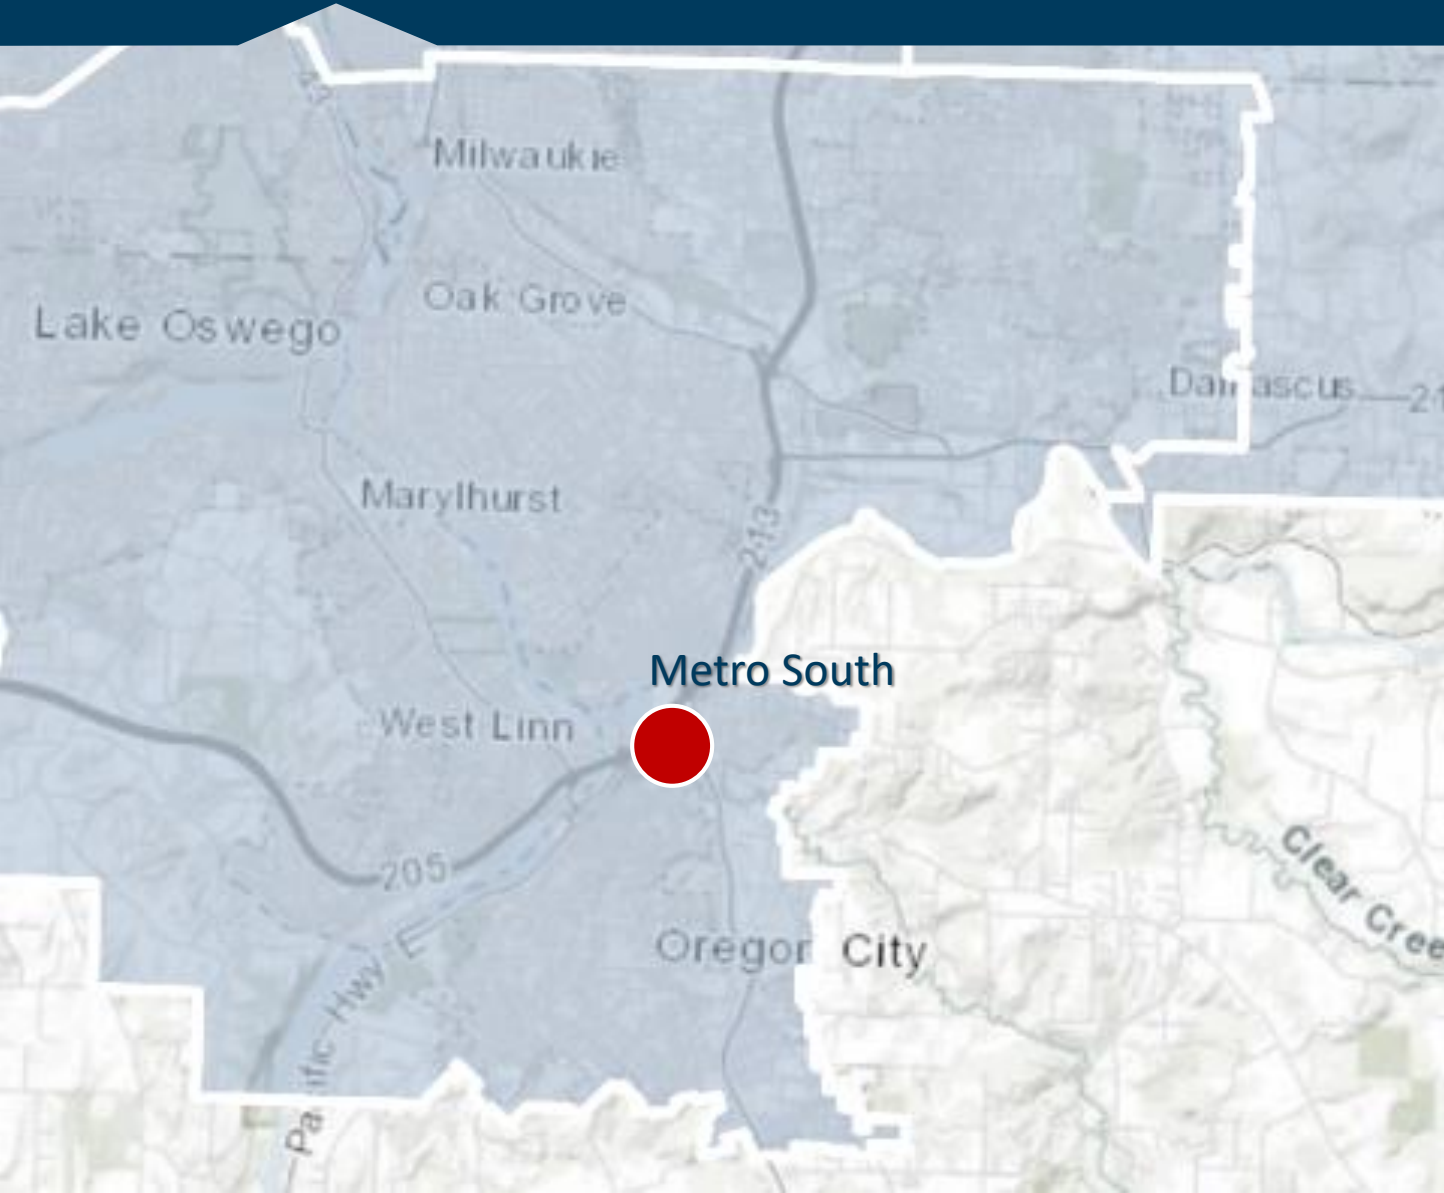 Milwaukie
Oak Grove
Lake Oswego
Damascus
21
Marylhurst
213
Metro South
West Linn
205
Clear Cree
Oregon City
Pacific Hwy E